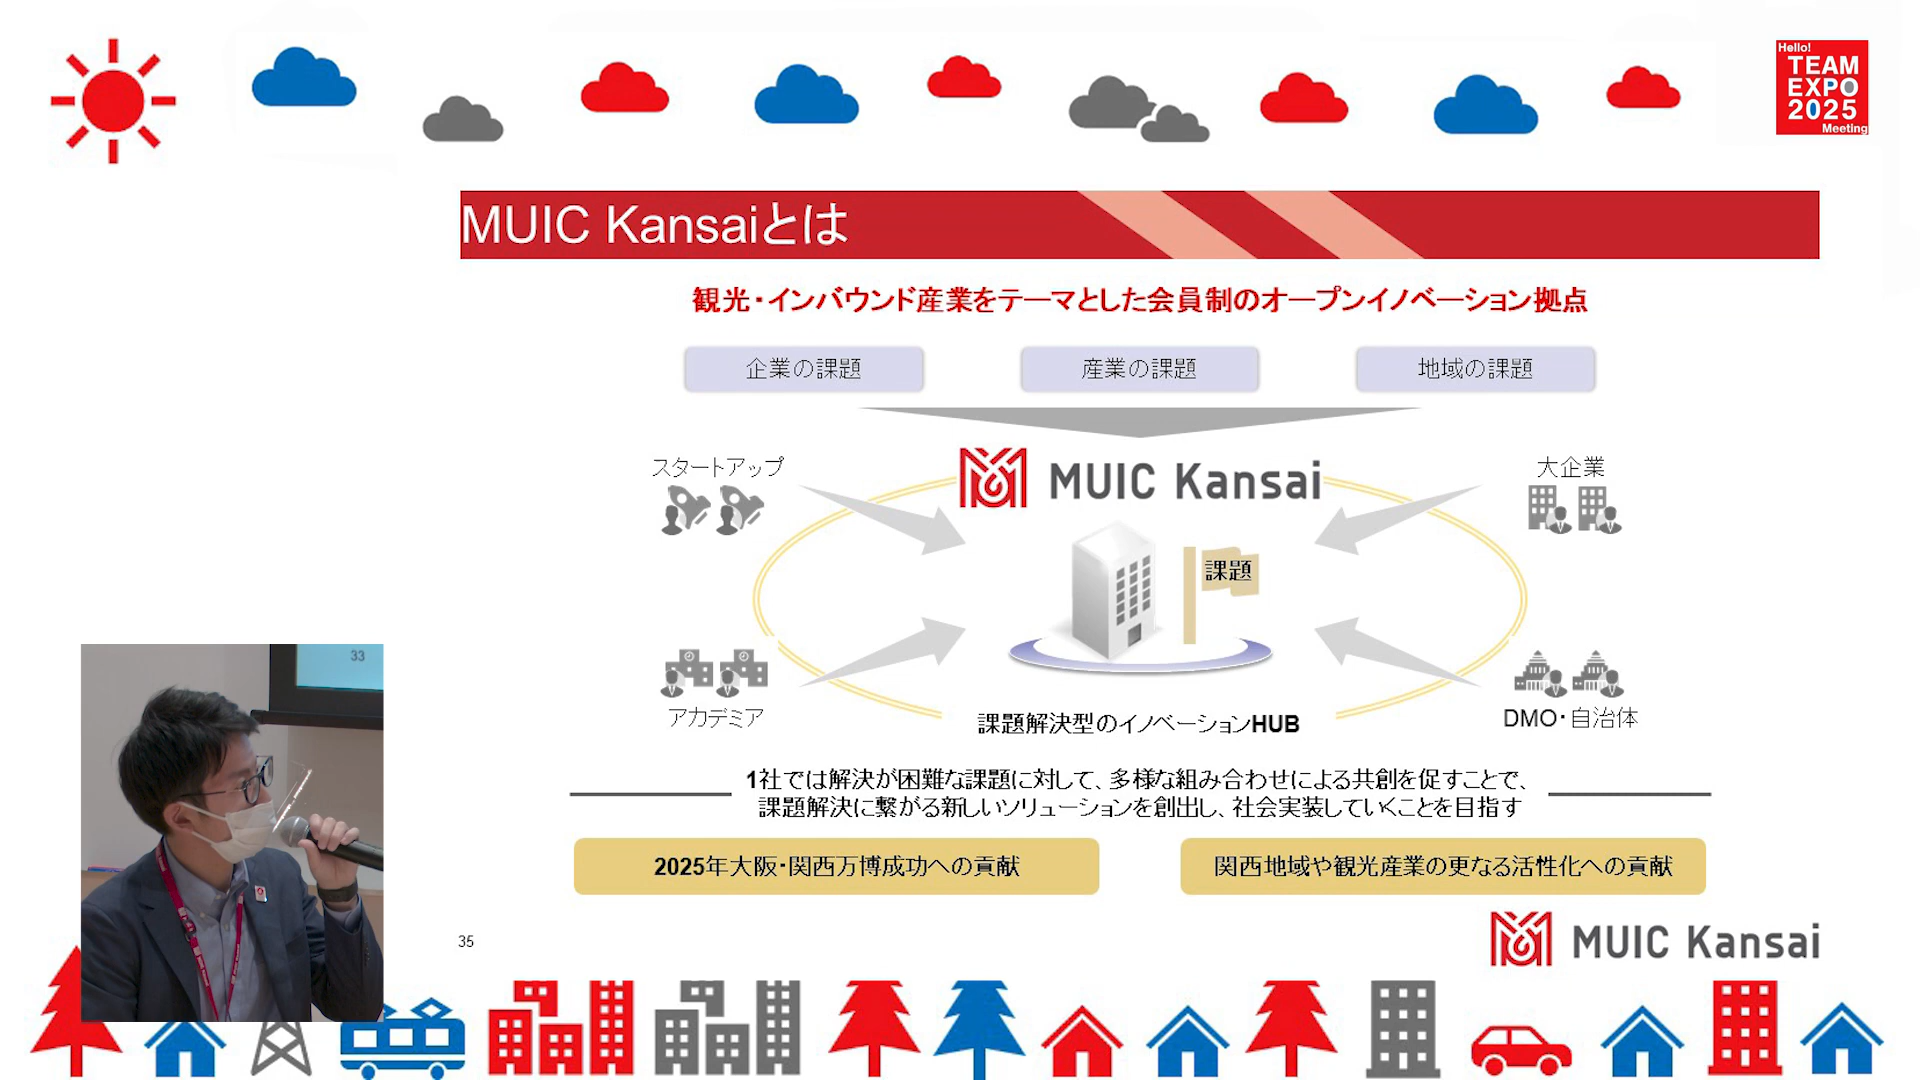 Hello!
TEAM
EXPO
2025
Meeting
MUIC Kansaiとは
観光・インバウンド産業をテーマとした会員制のオープンイノベーション拠点
企業の課題
産業の課題
地域の課題
MUIC Kansai
スタートアップ
大企業
課題
アカデミア
DMO・自治体
課題解決型のイノベーションHUB
1社では解決が困難な課題に対して、多様な組み合わせによる共創を促すことで、
課題解決に繋がる新しいソリューションを創出し、社会実装していくことを目指す
2025年大阪・関西万博成功への貢献
関西地域や観光産業の更なる活性化への貢献
MUIC Kansai
35
33